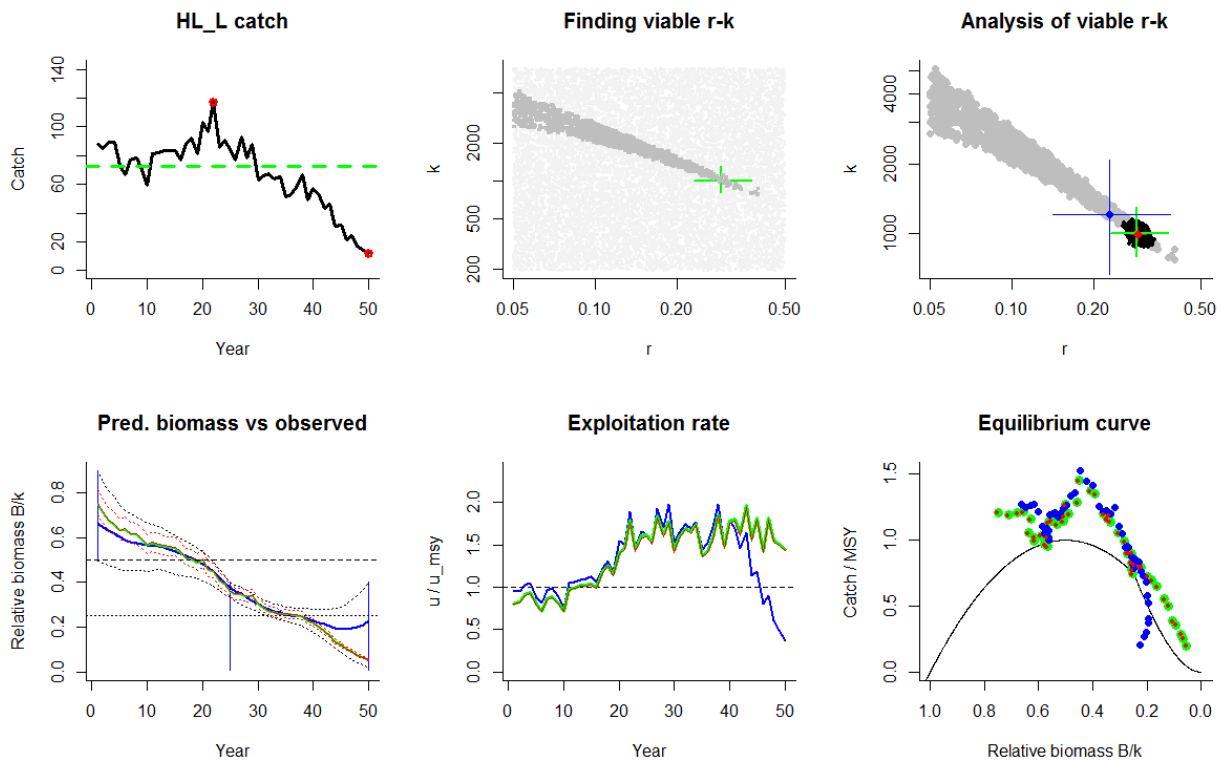 HL_L catch
Catch
0 20 60 100 140
0 10 20 30 40 50
Year
Finding viable r-k
k
200 500 2000
0.05 0.10 0.20 0.50
r
Analysis of viable r-k
k
1000 2000 4000
0.05 0.10 0.20 0.50
r
Pred. biomass vs observed
Relative biomass B/k
0.0 0.2 0.4 0.6 0.8
0 10 20 30 40 50
Year
Exploitation rate
u / u_msy
0.0 0.5 1.0 1.5 2.0
0 10 20 30 40 50
Year
Equilibrium curve
Catch / MSY
0.0 0.5 1.0 1.5
1.0 0.8 0.6 0.4 0.2 0.0
Relative biomass B/k